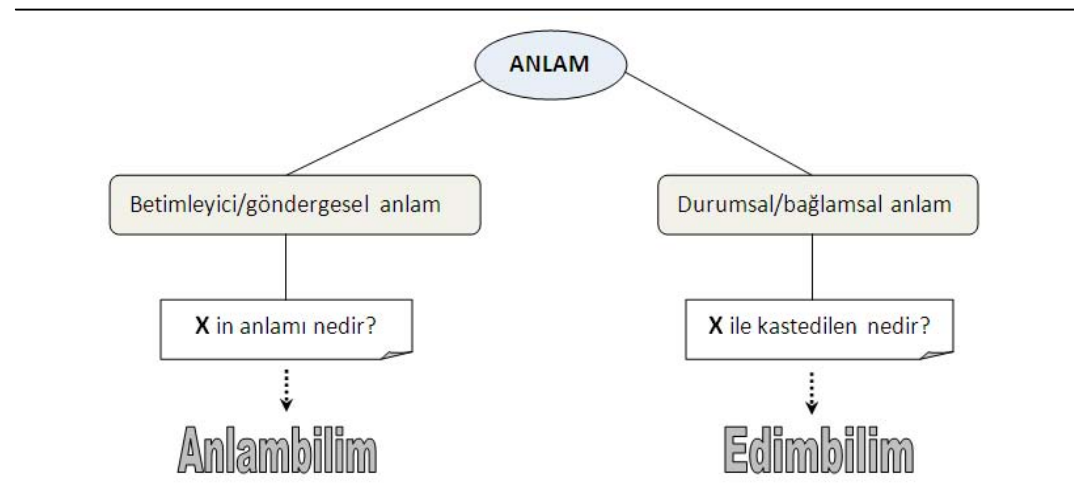 ANLAM
Betimleyici/göndergesel anlam
Durumsal/bağlamsal anlam
X in anlamı nedir?
X ile kastedilen nedir?
Anlambilim
Edimbilim